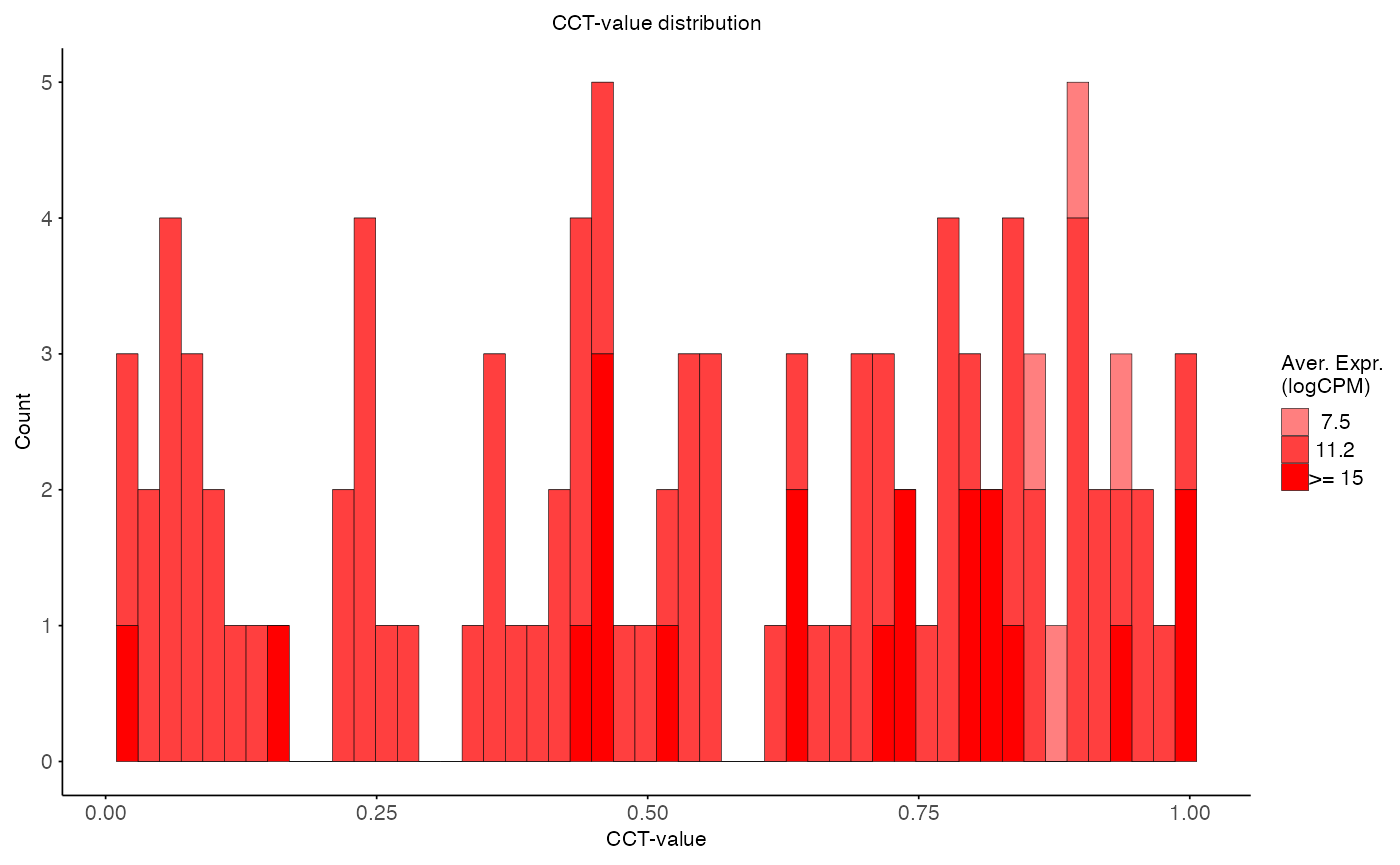 CCT-value distribution
5
4
3
2
1
0
Count
0.00 0.25 0.50 0.75 1.00
CCT-value
Aver. Expr.
(logCPM)
7.5
11.2
>= 15